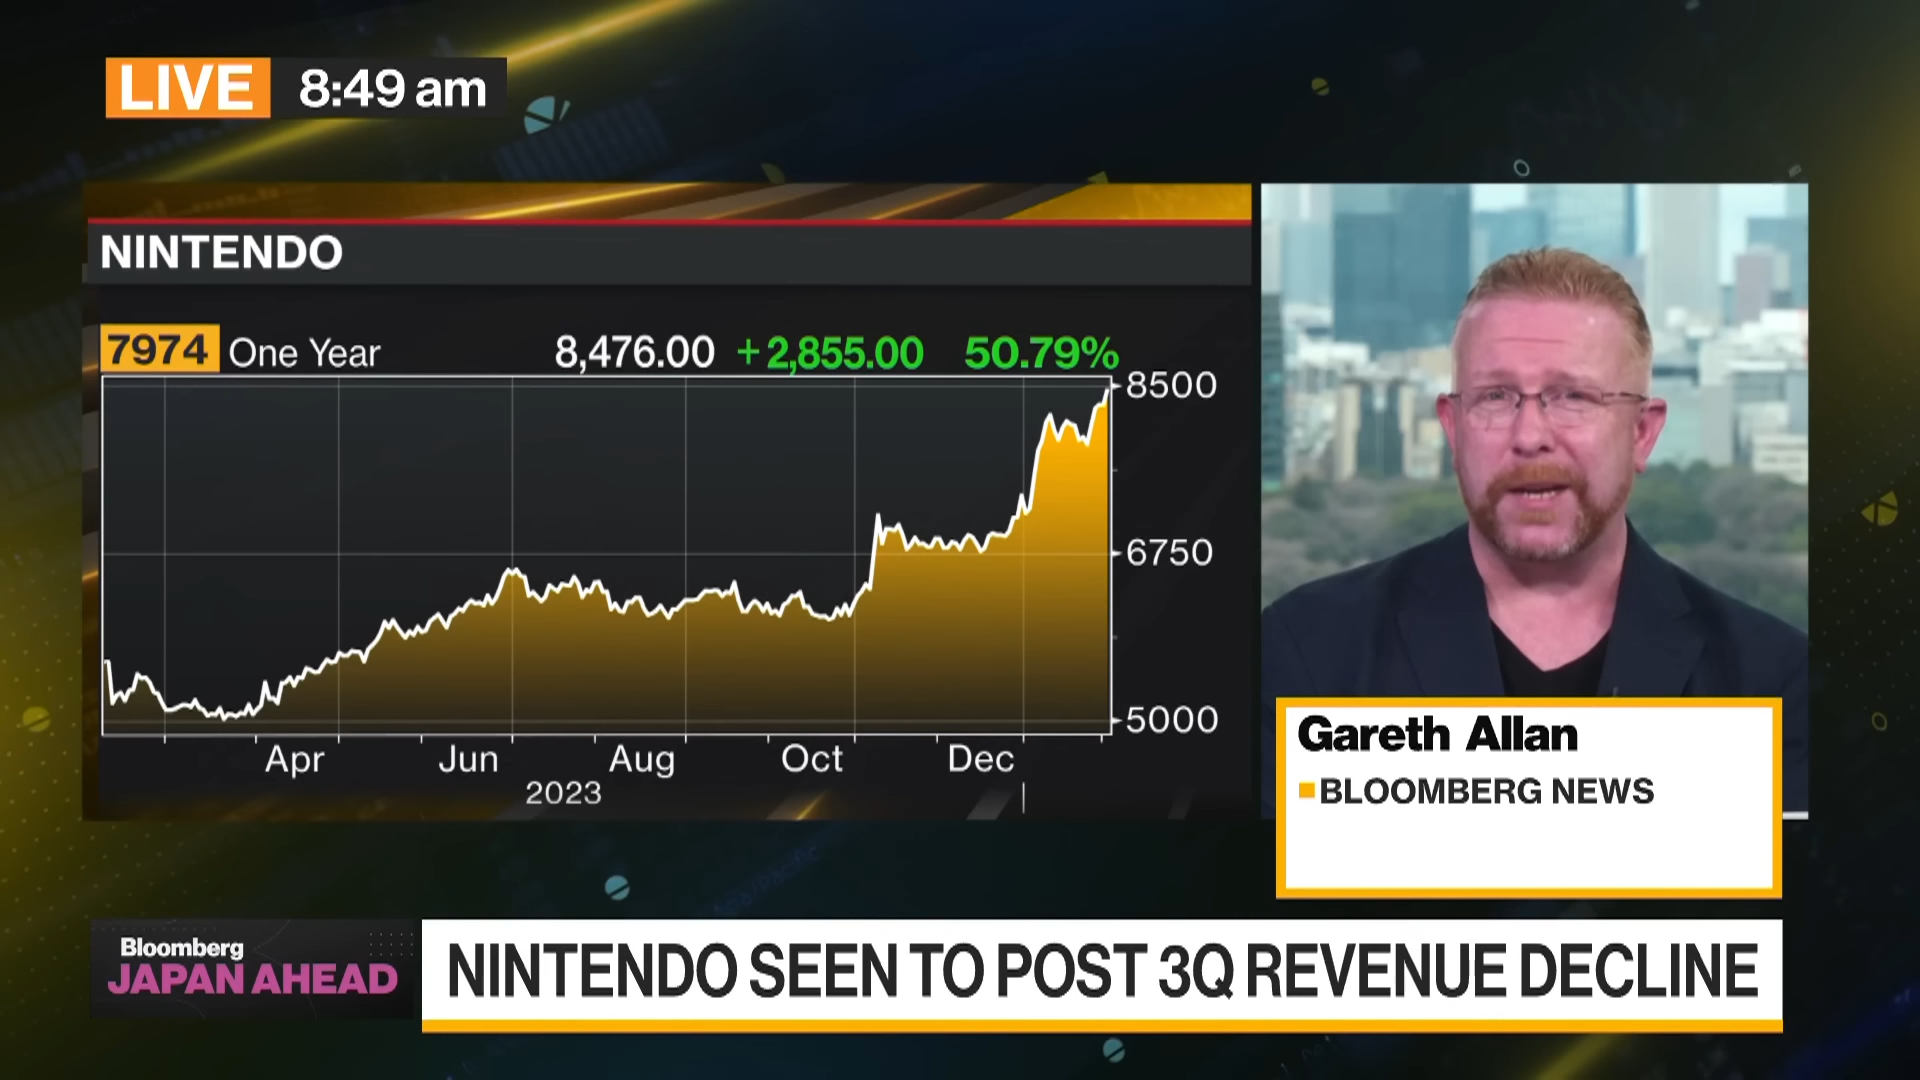 LIVE 8:49 am
NINTENDO
7974 One Year 8,476.00 +2,855.00 50.79%
8500
6750
5000
Apr Jun Aug Oct Dec
2023
Gareth Allan
BLOOMBERG NEWS
Bloomberg
JAPAN AHEAD
NINTENDO SEEN TO POST 3Q REVENUE DECLINE